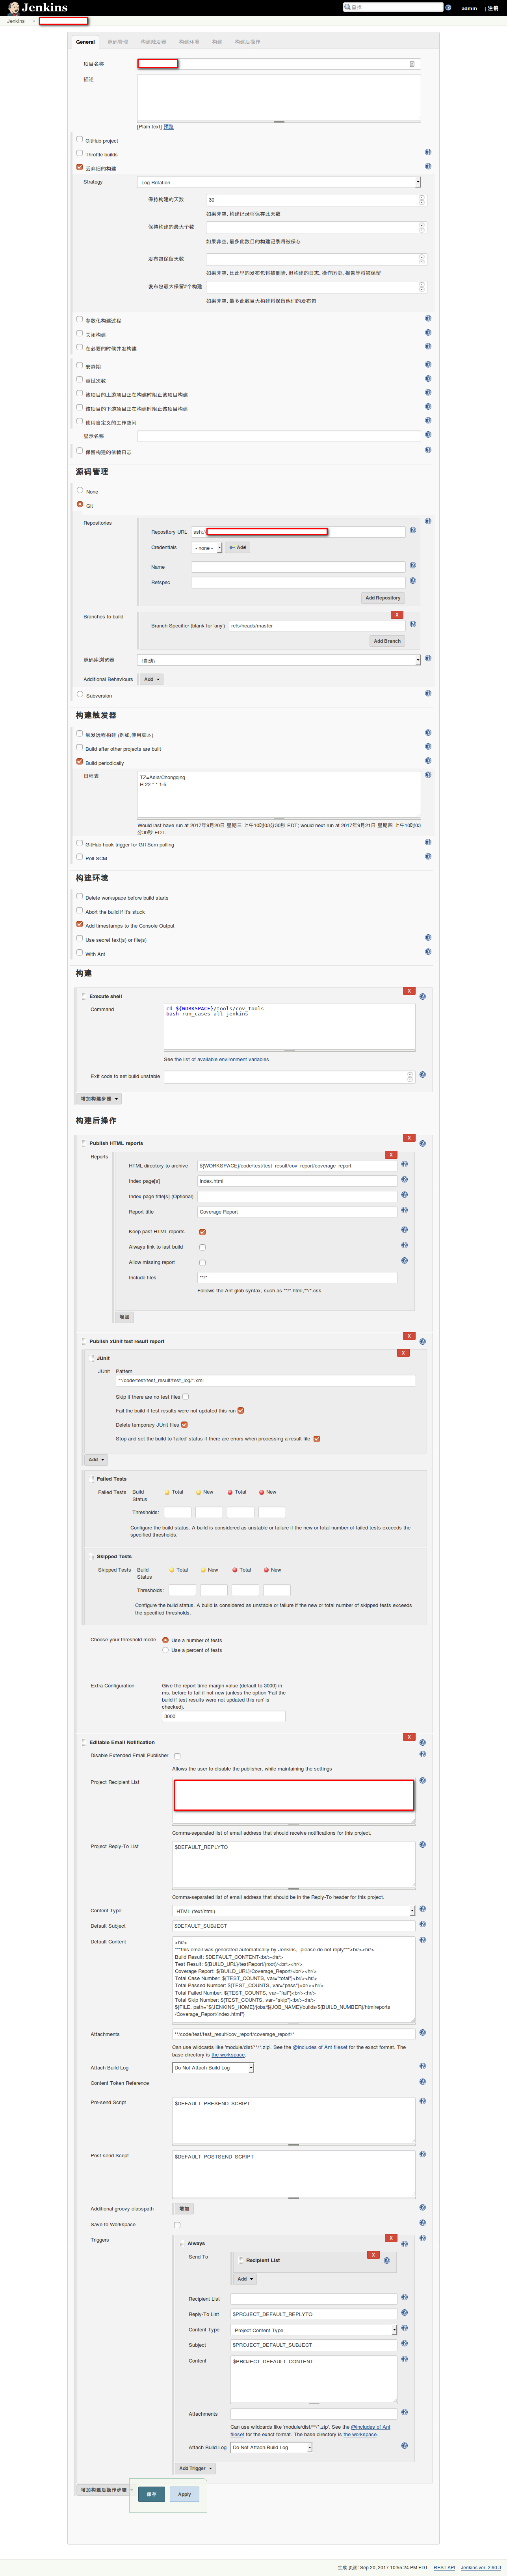 Jenkins
查找
admin
| 注销
Jenkins
General
源码管理
构建触发器
构建环境
构建
构建后操作
项目名称
描述
[Plain text] 预览
GitHub project
Throttle builds
丢弃旧的构建
Strategy
Log Rotation
保持构建的天数
30
如果非空，构建记录将保存此天数
保持构建的最大个数
如果非空，最多此数目的构建记录将被保存
发布包保留天数
如果非空，比此早的发布包将被删除，但构建的日志、操作历史、报告等将被保留
发布包最大保留#个构建
如果非空，最多此数目大构建将保留他们的发布包
参数化构建过程
关闭构建
在必要的时候并发构建
安静期
重试次数
该项目的上游项目正在构建时阻止该项目构建
该项目的下游项目正在构建时阻止该项目构建
使用自定义的工作空间
显示名称
保留构建的依赖日志
源码管理
None
Git
Repositories
Repository URL
ssh://
Credentials
- none -
Add
Name
Refspec
Add Repository
Branches to build
X
Branch Specifier (blank for 'any')
refs/heads/master
Add Branch
源码库浏览器
(自动)
Additional Behaviours
Add
Subversion
构建触发器
触发远程构建 (例如,使用脚本)
Build after other projects are built
Build periodically
日程表
TZ=Asia/Chongqing
H 22 * * 1-5
Would last have run at 2017年9月20日 星期三 上午10时03分30秒 EDT; would next run at 2017年9月21日 星期四 上午10时03
分30秒 EDT.
GitHub hook trigger for GITScm polling
Poll SCM
构建环境
Delete workspace before build starts
Abort the build if it's stuck
Add timestamps to the Console Output
Use secret text(s) or file(s)
With Ant
构建
X
Execute shell
Command
cd ${WORKSPACE}/tools/cov_tools
bash run_cases all jenkins
See the list of available environment variables
Exit code to set build unstable
增加构建步骤
构建后操作
X
Publish HTML reports
Reports
X
HTML directory to archive
${WORKSPACE}/code/test/test_result/cov_report/coverage_report
Index page[s]
index.html
Index page title[s] (Optional)
Report title
Coverage Report
Keep past HTML reports
Always link to last build
Allow missing report
Include files
**/*
Follows the Ant glob syntax, such as **/*.html,**/*.css
增加
X
Publish xUnit test result report
X
JUnit
JUnit
Pattern
**/code/test/test_result/test_log/*.xml
Skip if there are no test files
Fail the build if test results were not updated this run
Delete temporary JUnit files
Stop and set the build to 'failed' status if there are errors when processing a result file
Add
Failed Tests
Failed Tests
Build Status
Total
New
Total
New
Thresholds:
Configure the build status. A build is considered as unstable or failure if the new or total number of failed tests exceeds the
specified thresholds.
Skipped Tests
Skipped Tests
Build Status
Total
New
Total
New
Thresholds:
Configure the build status. A build is considered as unstable or failure if the new or total number of skipped tests exceeds
the specified thresholds.
Choose your threshold mode
Use a number of tests
Use a percent of tests
Extra Configuration
Give the report time margin value (default to 3000) in
ms, before to fail if not new (unless the option 'Fail the
build if test results were not updated this run' is
checked).
3000
X
Editable Email Notification
Disable Extended Email Publisher
Allows the user to disable the publisher, while maintaining the settings
Project Recipient List
Comma-separated list of email address that should receive notifications for this project.
Project Reply-To List
$DEFAULT_REPLYTO
Comma-separated list of email address that should be in the Reply-To header for this project.
Content Type
HTML (text/html)
Default Subject
$DEFAULT_SUBJECT
Default Content
<hr/>
***this email was generated automatically by Jenkins, please do not reply***<br/><hr/>
Build Result: $DEFAULT_CONTENT<br/><hr/>
Test Result: ${BUILD_URL}/testReport/(root)/<br/><hr/>
Coverage Report: ${BUILD_URL}/Coverage_Report/<br/><hr/>
Total Case Number: ${TEST_COUNTS, var="total"}<br/><hr/>
Total Passed Number: ${TEST_COUNTS, var="pass"}<br/><hr/>
Total Failed Number: ${TEST_COUNTS, var="fail"}<br/><hr/>
Total Skip Number: ${TEST_COUNTS, var="skip"}<br/><hr/>
${FILE, path="${JENKINS_HOME}/jobs/${JOB_NAME}/builds/${BUILD_NUMBER}/htmlreports
/Coverage_Report/index.html"}
Attachments
**/code/test/test_result/cov_report/coverage_report/*
Can use wildcards like 'module/dist/**/*.zip'. See the @includes of Ant fileset for the exact format. The
base directory is the workspace.
Attach Build Log
Do Not Attach Build Log
Content Token Reference
Pre-send Script
$DEFAULT_PRESEND_SCRIPT
Post-send Script
$DEFAULT_POSTSEND_SCRIPT
Additional groovy classpath
增加
Save to Workspace
Triggers
X
Always
Send To
X
Recipient List
Add
Recipient List
Reply-To List
$PROJECT_DEFAULT_REPLYTO
Content Type
Project Content Type
Subject
$PROJECT_DEFAULT_SUBJECT
Content
$PROJECT_DEFAULT_CONTENT
Attachments
Can use wildcards like 'module/dist/**/*.zip'. See the @includes of Ant
fileset for the exact format. The base directory is the workspace.
Attach Build Log
Do Not Attach Build Log
Add Trigger
增加构建后操作步骤
保存
Apply
生成 页面: Sep 20, 2017 10:55:24 PM EDT
REST API
Jenkins ver. 2.60.3